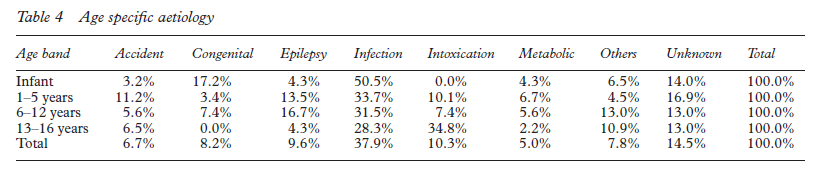 Table 4 Age specific aetiology
Age band Accident Congenital Epilepsy Infection Intoxication Metabolic Others Unknown Total
Infant 3.2% 17.2% 4.3% 50.5% 0.0% 4.3% 6.5% 14.0% 100.0%
1–5 years 11.2% 3.4% 13.5% 33.7% 10.1% 6.7% 4.5% 16.9% 100.0%
6–12 years 5.6% 7.4% 16.7% 31.5% 7.4% 5.6% 13.0% 13.0% 100.0%
13–16 years 6.5% 0.0% 4.3% 28.3% 34.8% 2.2% 10.9% 13.0% 100.0%
Total 6.7% 8.2% 9.6% 37.9% 10.3% 5.0% 7.8% 14.5% 100.0%